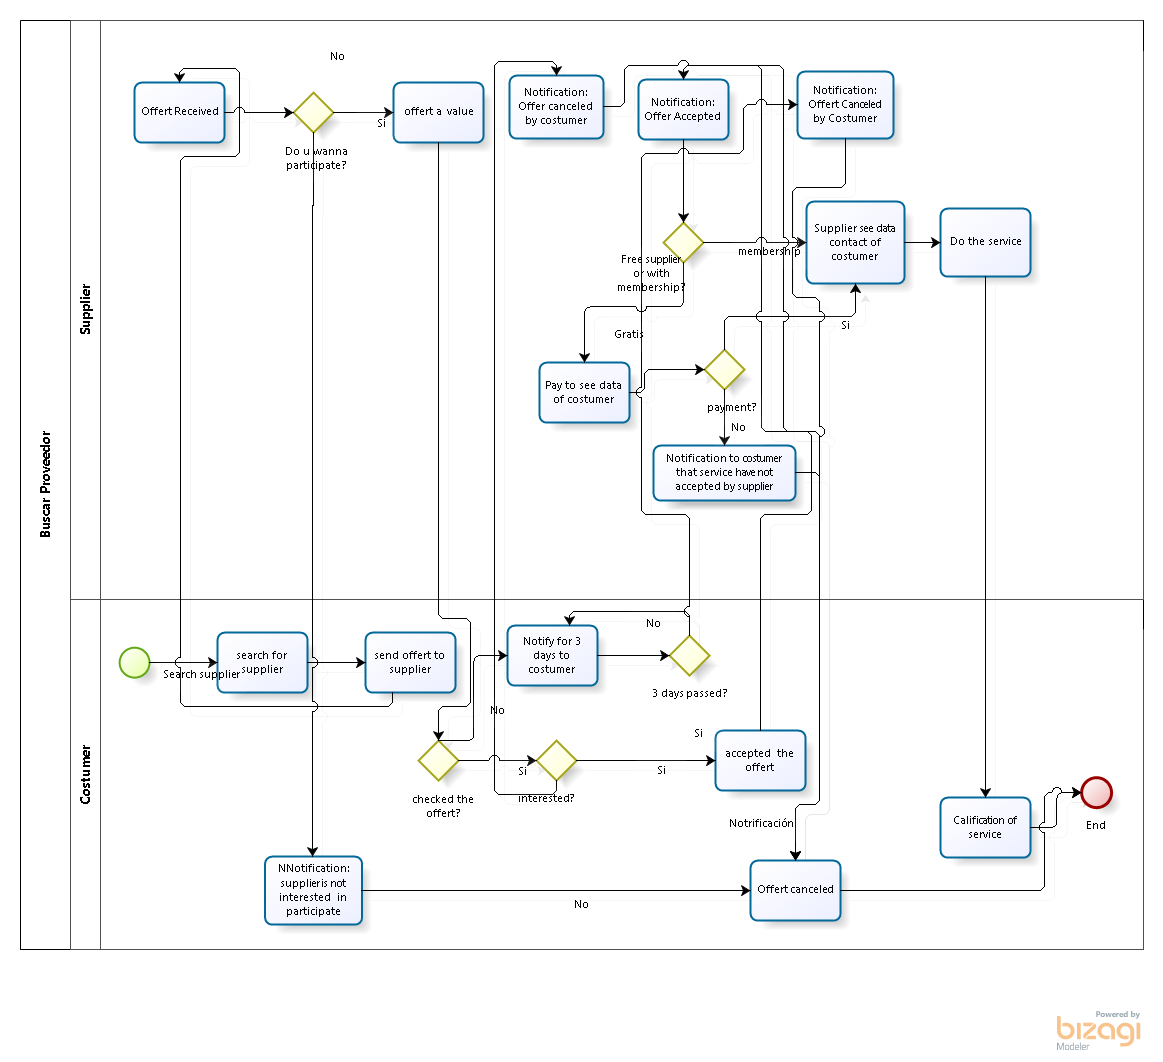 Buscar Proveedor
Supplier
No
Offert Received
Do u wanna
participate?
Si
offert a value
Notification:
Offer canceled
by costumer
Notification:
Offer Accepted
Notification:
Offert Canceled
by Costumer
Free supplier
or with
membership?
membership
Supplier see data
contact of
costumer
Do the service
Gratis
Pay to see data
of costumer
payment?
Si
No
Notification to costumer
that service have not
accepted by supplier
Costumer
Search supplier
search for
supplier
send offert to
supplier
Notify for 3
days to
costumer
No
3 days passed?
No
checked the
offert?
Si
interested?
Si
Si
accepted the
offert
Notrificación
NNotification:
supplier is not
interested in
participate
No
Offert canceled
Calification of
service
End
Powered by
bizagi
Modeler